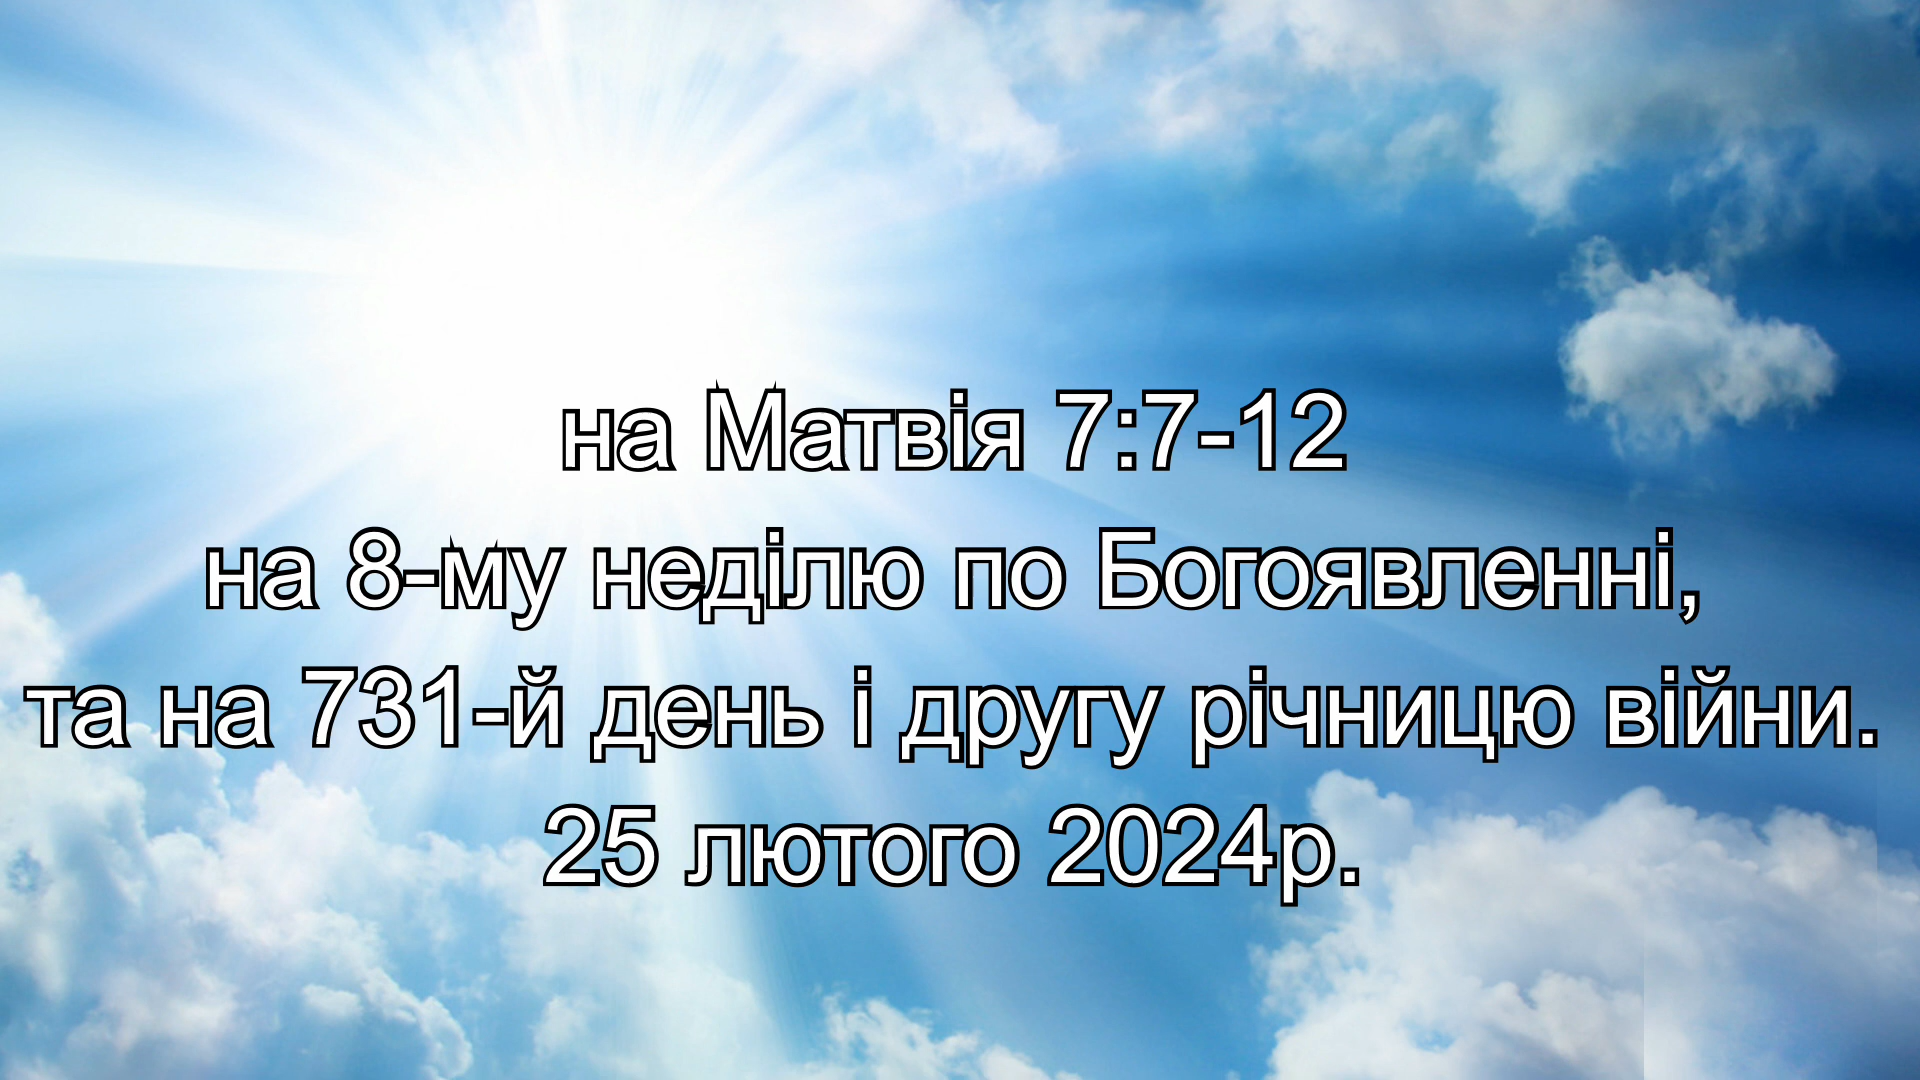 на Матвія 7:7-12
на 8-му неділю по Богоявленні,
та на 731-й день і другу річницю війни.
25 лютого 2024р.